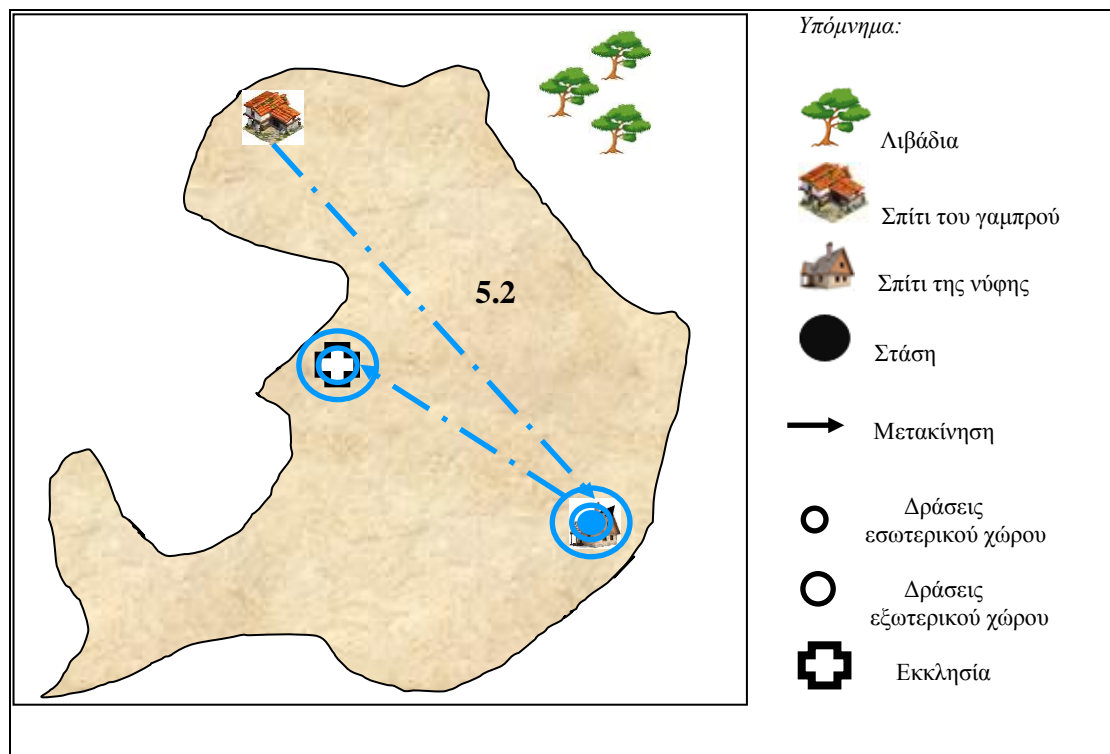 Υπόμνημα:
Λιβάδια
Σπίτι του γαμπρού
5.2
Σπίτι της νύφης
Στάση
Μετακίνηση
Δράσεις
εσωτερικού χώρου
Δράσεις
εξωτερικού χώρου
Εκκλησία